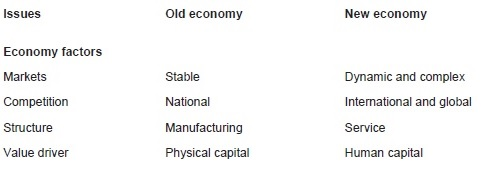 Issues Old economy New economy
Economy factors
Markets Stable Dynamic and complex
Competition National International and global
Structure Manufacturing Service
Value driver Physical capital Human capital